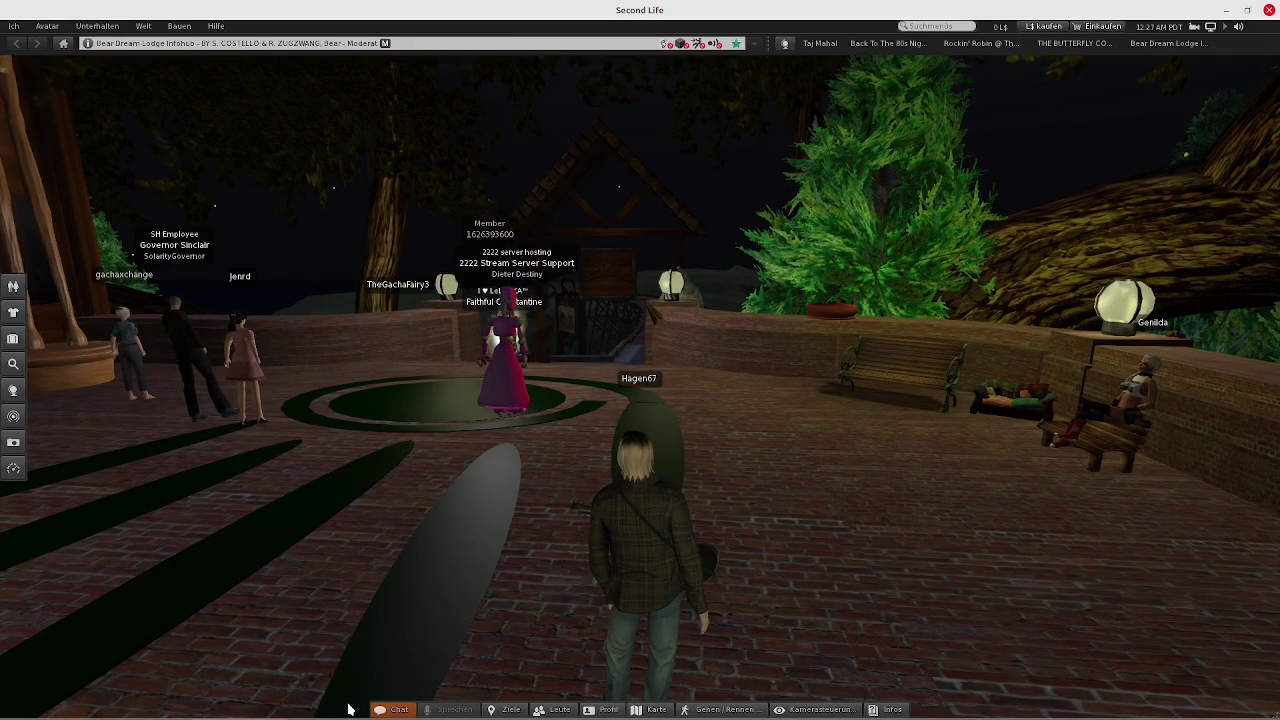 Second Life
Ich Avatar Unterhalten Welt Bauen Hilfe
Suchmenüs 0 L$ L$ kaufen Einkaufen 12:27 AM PDT
Bear Dream Lodge Infohub - BY S. COSTELLO & R. ZUGZWANG, Bear - Moderat M
Taj Mahal Back To The 80s Nig... Rockin' Robin @ Th... THE BUTTERFLY CO... Bear Dream Lodge I...
Member
1626393600
SH Employee
Governor Sinclair
SolarityGovernor
2222 server hosting
2222 Stream Server Support
Dieter Destiny
gachaxchange
jenrd
TheGachaFairy3
I ♥
Faithful
Genilda
Hagen67
Chat Sprechen Ziele Leute Profil Karte Gehen / Rennen ... Kamerasteuerun... Infos